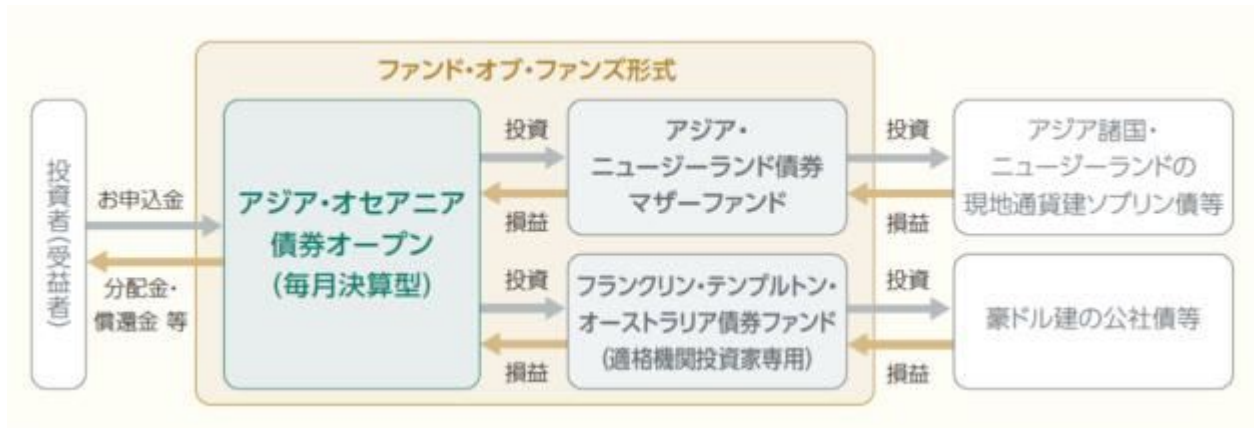 ファンド・オブ・ファンズ形式
投資者(受益者)
お申込金
分配金・
償還金 等
アジア・オセアニア
債券オープン
(毎月決算型)
投資
損益
アジア・
ニュージーランド債券
マザーファンド
投資
損益
アジア諸国・
ニュージーランドの
現地通貨建ソブリン債等
投資
損益
フランクリン・テンプルトン・
オーストラリア債券ファンド
(適格機関投資家専用)
投資
損益
豪ドル建の公社債等